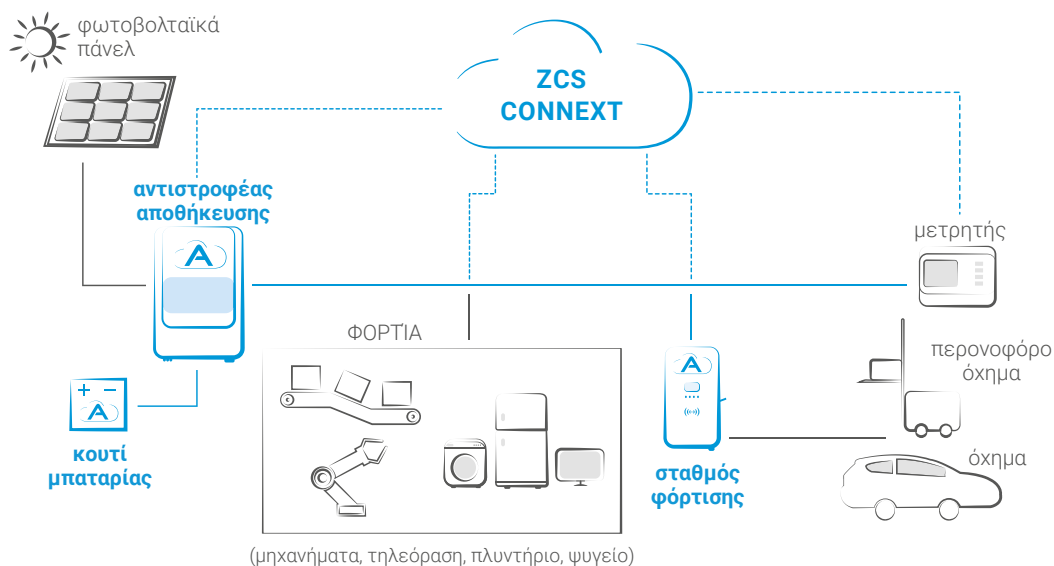 φωτοβολταϊκά
πάνελ
ZCS
CONNEXT
αντιστροφέας
αποθήκευσης
A
μετρητής
ΦΟΡΤΊΑ
A
περονοφόρο
όχημα
+ −
A
κουτί
μπαταρίας
σταθμός
φόρτισης
όχημα
(μηχανήματα, τηλεόραση, πλυντήριο, ψυγείο)